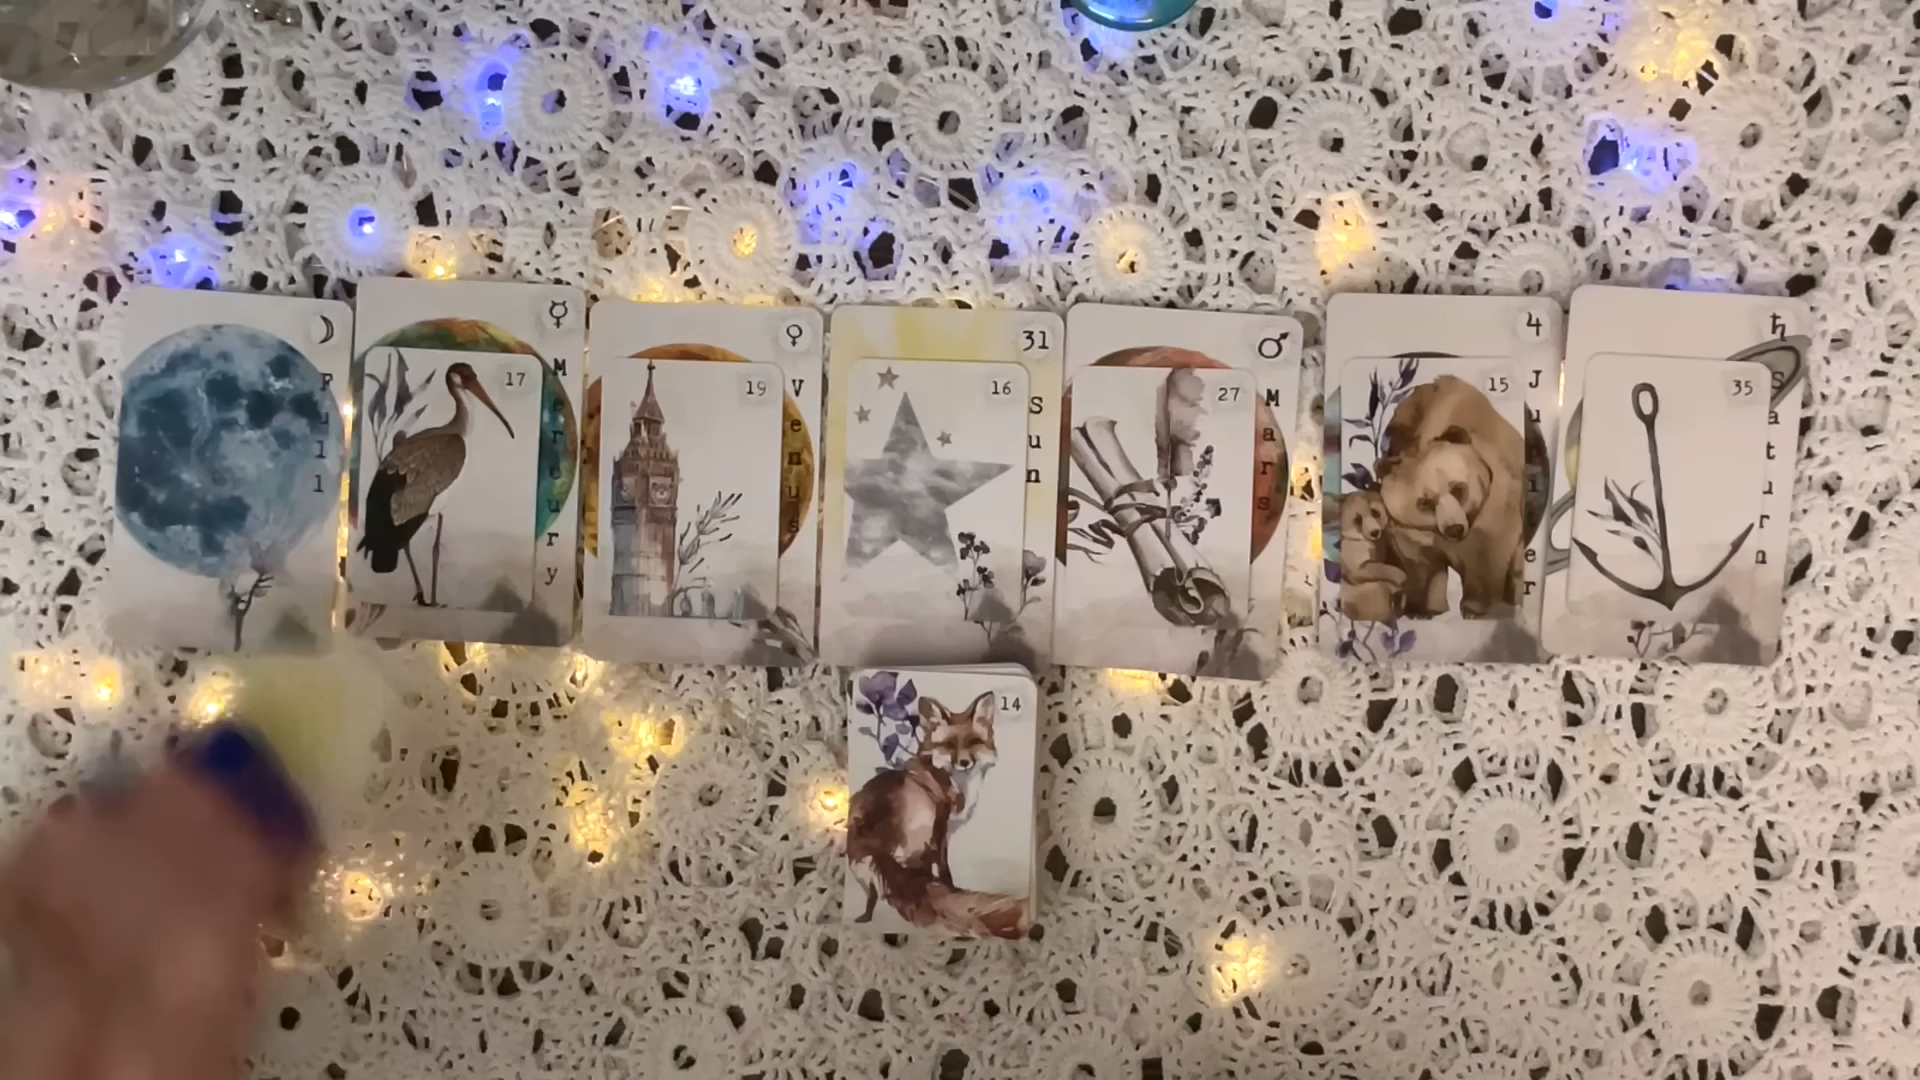 Full
17
Mercury
19
Venus
31
16
Sun
27
Mars
4
15
Jupiter
35
Saturn
14